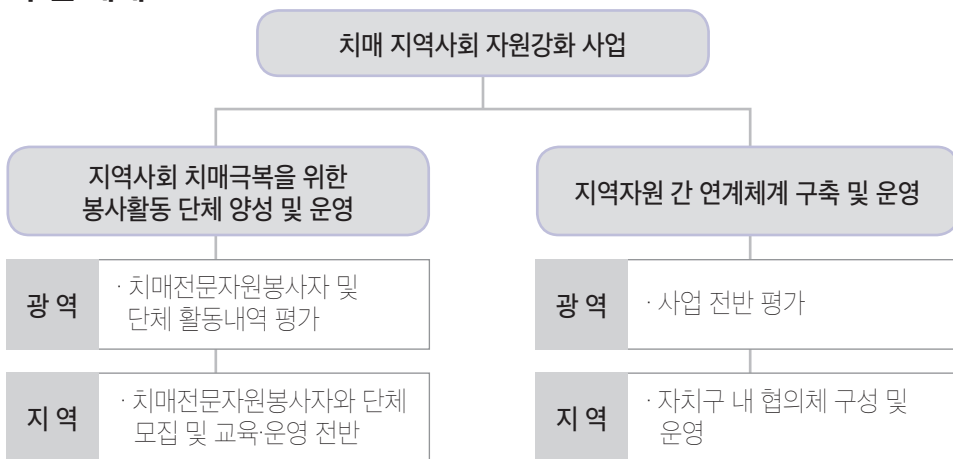 치매 지역사회 자원강화 사업
지역사회 치매극복을 위한
봉사활동 단체 양성 및 운영
광역
· 치매전문자원봉사자 및
단체 활동내역 평가
지역
· 치매전문자원봉사자와 단체
모집 및 교육·운영 전반
지역자원 간 연계체계 구축 및 운영
광역
· 사업 전반 평가
지역
· 자치구 내 협의체 구성 및
운영